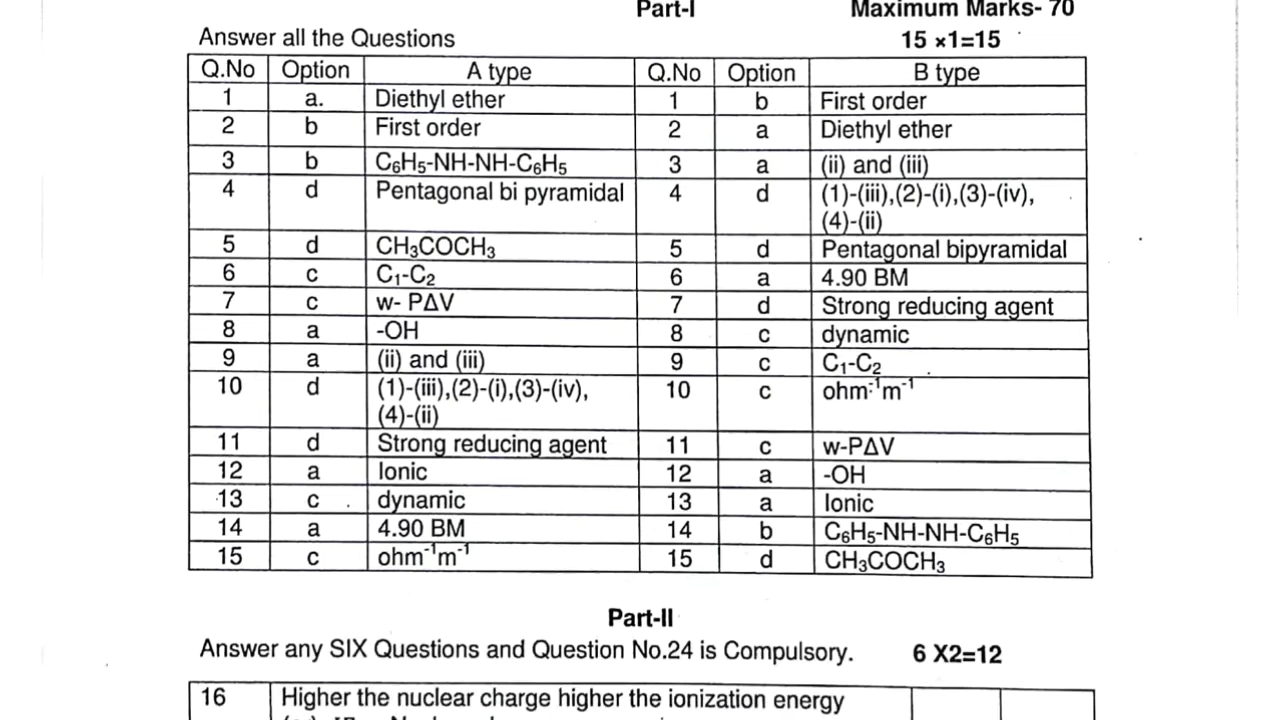 Part-I Maximum Marks- 70
Answer all the Questions 15 ×1=15
Q.No Option A type Q.No Option B type
1 a. Diethyl ether 1 b First order
2 b First order 2 a Diethyl ether
3 b C₆H₅-NH-NH-C₆H₅ 3 a (ii) and (iii)
4 d Pentagonal bi pyramidal 4 d (1)-(iii),(2)-(i),(3)-(iv),
(4)-(ii)
5 d CH₃COCH₃ 5 d Pentagonal bipyramidal
6 c C₁-C₂ 6 a 4.90 BM
7 c w- PΔV 7 d Strong reducing agent
8 a -OH 8 c dynamic
9 a (ii) and (iii) 9 c C₁-C₂
10 d (1)-(iii),(2)-(i),(3)-(iv), 10 c ohm⁻¹m⁻¹
(4)-(ii)
11 d Strong reducing agent 11 c w-PΔV
12 a Ionic 12 a -OH
13 c dynamic 13 a Ionic
14 a 4.90 BM 14 b C₆H₅-NH-NH-C₆H₅
15 c ohm⁻¹m⁻¹ 15 d CH₃COCH₃
Part-II
Answer any SIX Questions and Question No.24 is Compulsory. 6 X2=12
16 Higher the nuclear charge higher the ionization energy